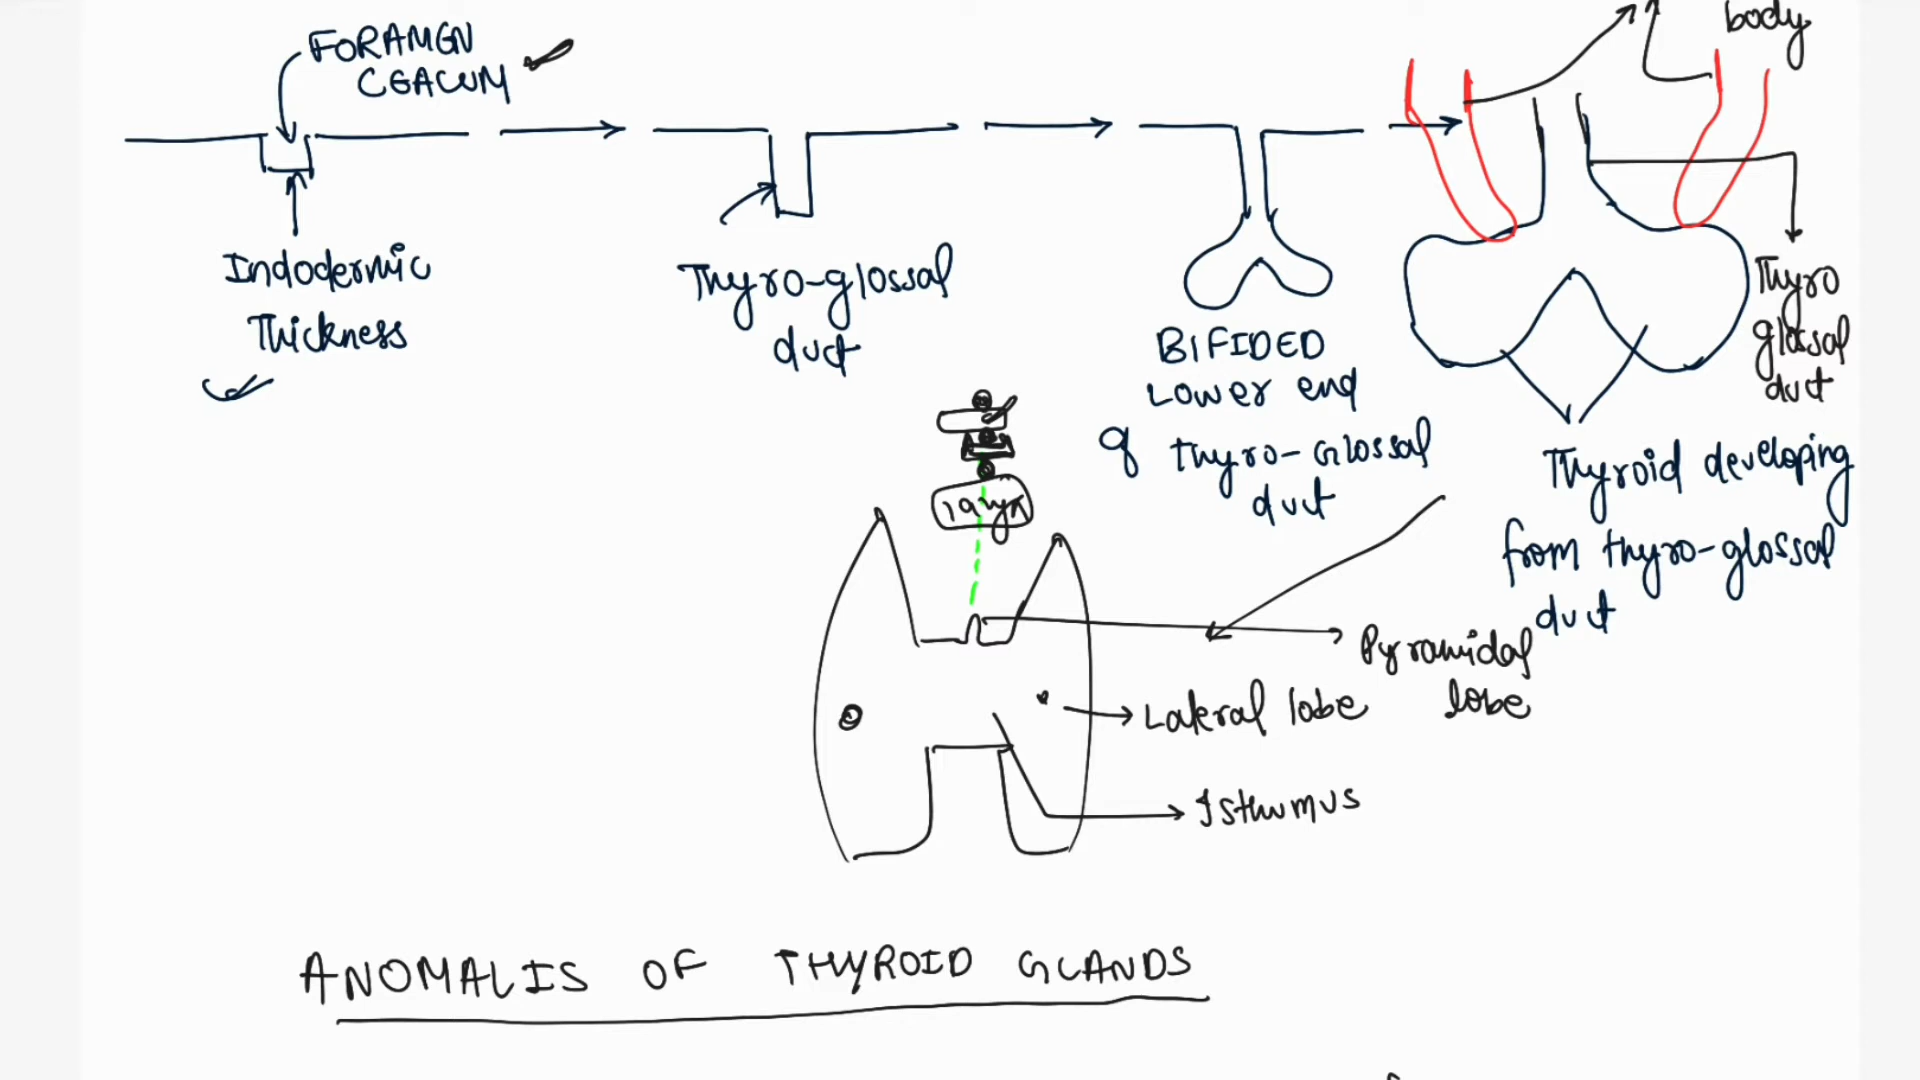 FORAMEN
CEACUM
body
Indodermic
Thickness
Thyro-glossal
duct
BIFIDED
Lower end
of thyro-Glossal
duct
Thyro
glossal
duct
Thyroid developing
from thyro-glossal
duct
larynx
Pyramidal
lobe
Lateral lobe
Isthumus
ANOMALIS OF THYROID GLANDS